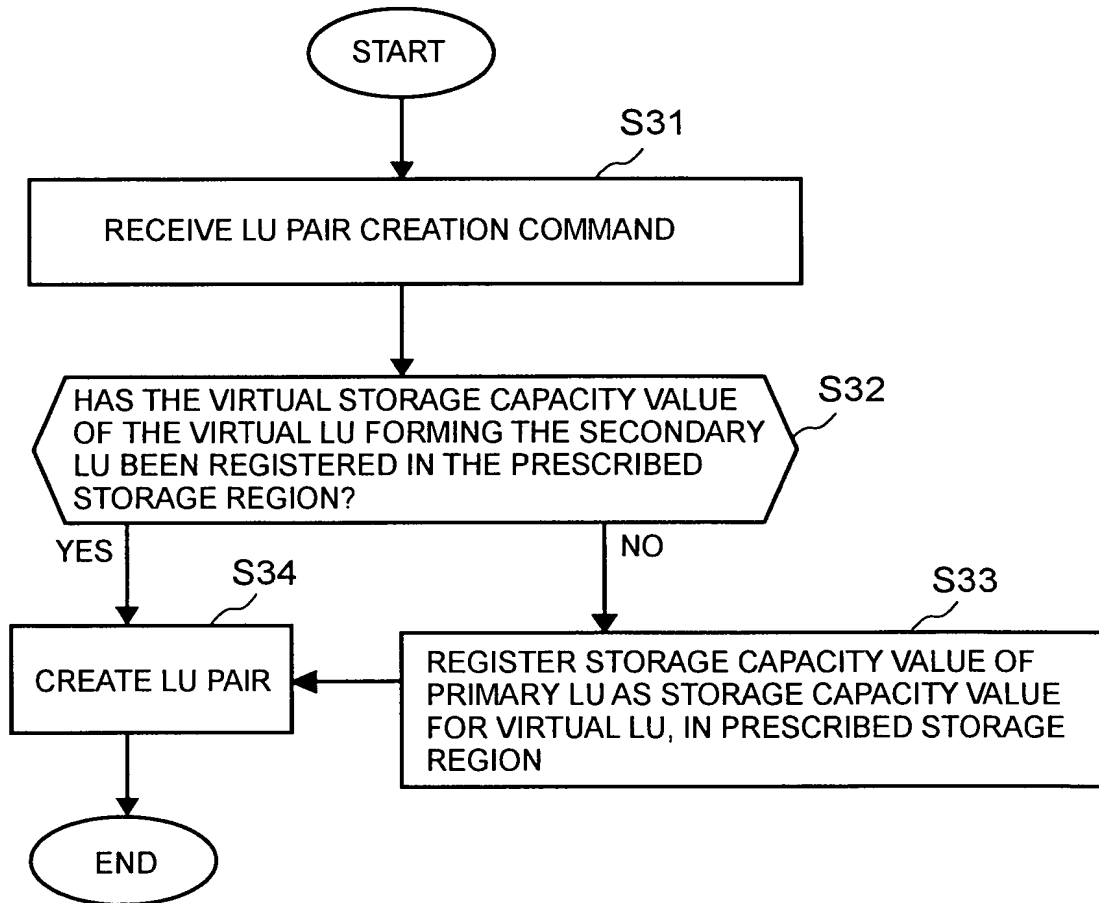 START
S31
RECEIVE LU PAIR CREATION COMMAND
S32
HAS THE VIRTUAL STORAGE CAPACITY VALUE
OF THE VIRTUAL LU FORMING THE SECONDARY
LU BEEN REGISTERED IN THE PRESCRIBED
STORAGE REGION?
YES
NO
S34
S33
CREATE LU PAIR
REGISTER STORAGE CAPACITY VALUE OF
PRIMARY LU AS STORAGE CAPACITY VALUE
FOR VIRTUAL LU, IN PRESCRIBED STORAGE
REGION
END